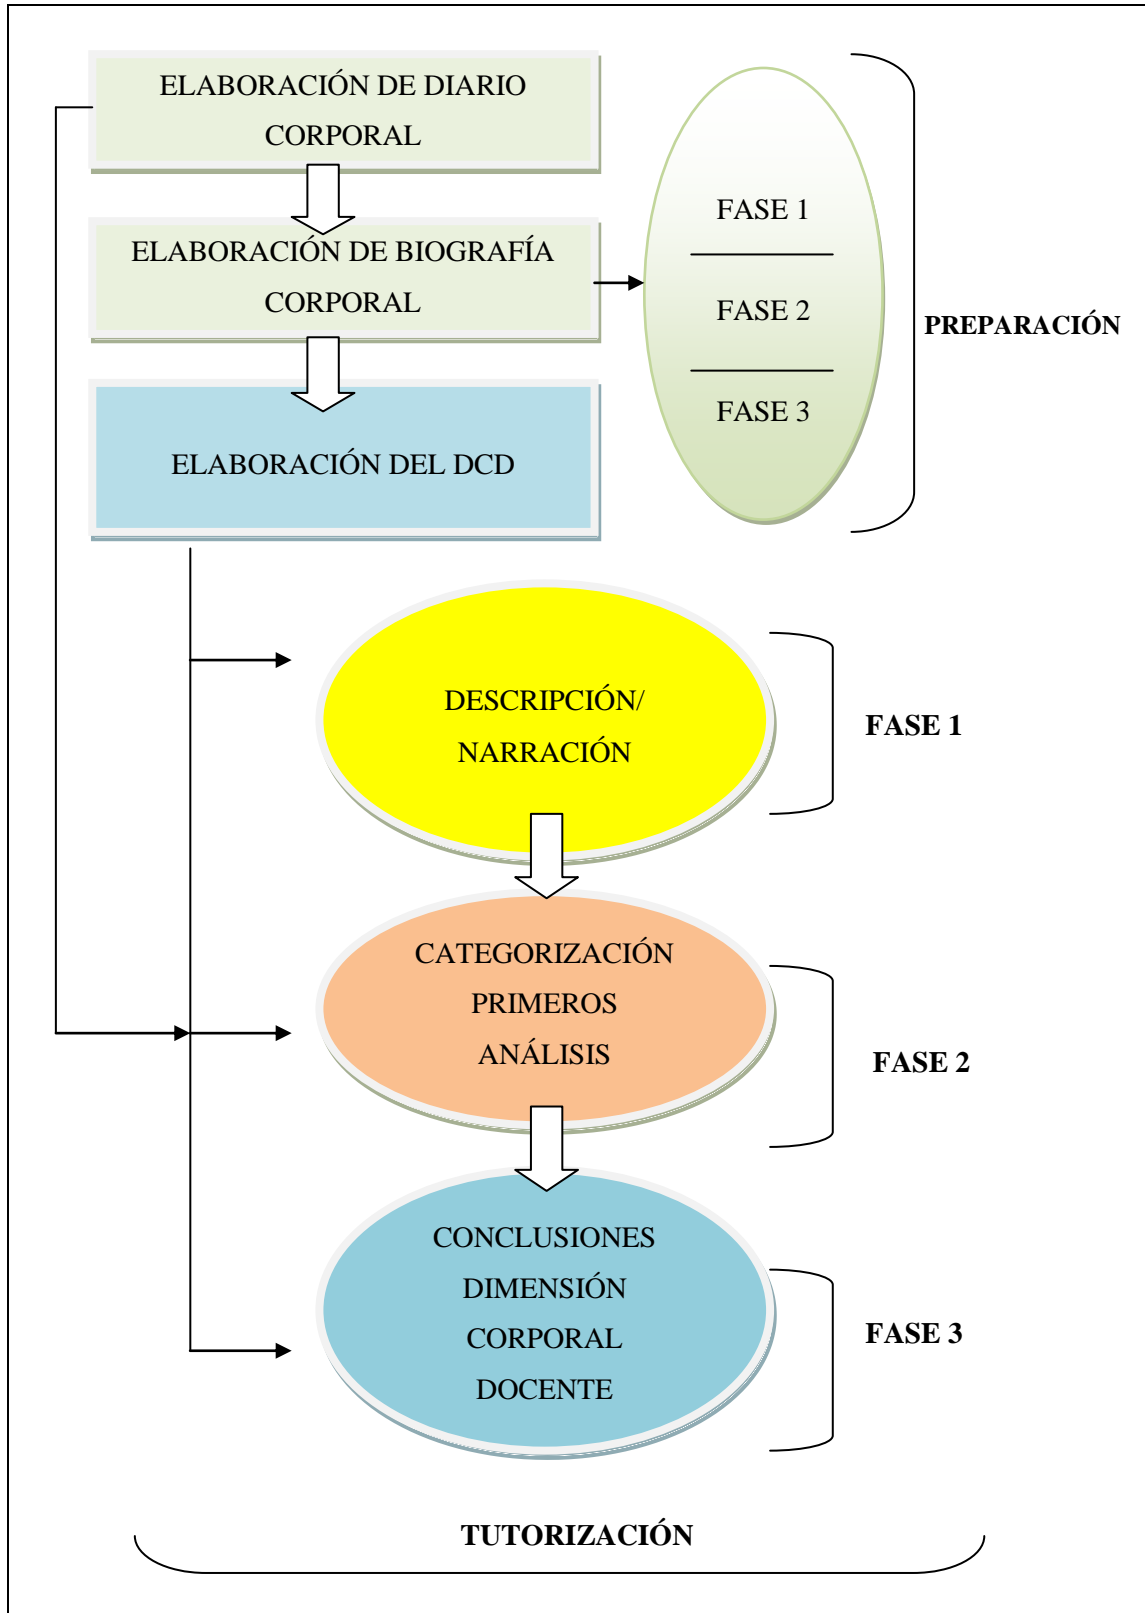 ELABORACIÓN DE DIARIO
CORPORAL
ELABORACIÓN DE BIOGRAFÍA
CORPORAL
ELABORACIÓN DEL DCD
FASE 1
FASE 2
FASE 3
PREPARACIÓN
DESCRIPCIÓN/
NARRACIÓN
FASE 1
CATEGORIZACIÓN
PRIMEROS
ANÁLISIS
FASE 2
CONCLUSIONES
DIMENSIÓN
CORPORAL
DOCENTE
FASE 3
TUTORIZACIÓN